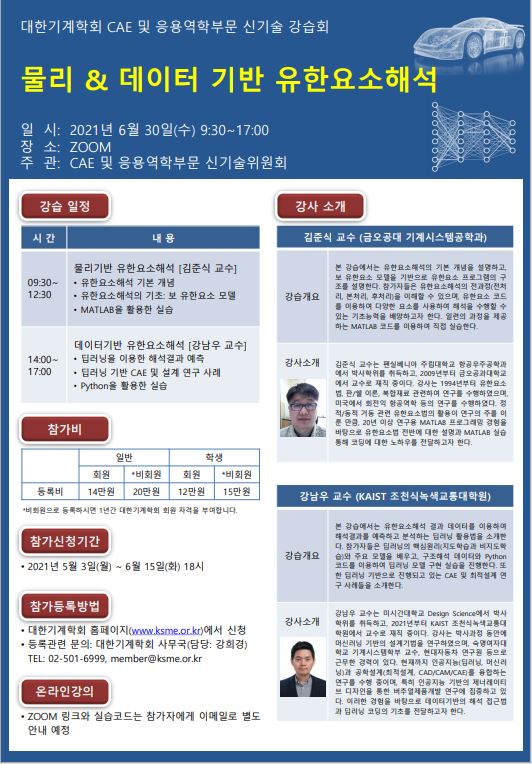 대한기계학회 CAE 및 응용역학부문 신기술 강습회
물리 & 데이터 기반 유한요소해석
일 시: 2021년 6월 30일(수) 9:30~17:00
장 소: ZOOM
주 관: CAE 및 응용역학부문 신기술위원회
강습 일정
시 간 내 용
09:30~
12:30
물리기반 유한요소해석 [김준식 교수]
• 유한요소해석 기본 개념
• 유한요소해석의 기초: 보 유한요소 모델
• MATLAB을 활용한 실습
14:00~
17:00
데이터기반 유한요소해석 [강남우 교수]
• 딥러닝을 이용한 해석결과 예측
• 딥러닝 기반 CAE 및 설계 연구 사례
• Python을 활용한 실습
참가비
일반 학생
회원 *비회원 회원 *비회원
등록비 14만원 20만원 12만원 15만원
*비회원으로 등록하시면 1년간 대한기계학회 회원 자격을 부여합니다.
참가신청기간
• 2021년 5월 3일(월) ~ 6월 15일(화) 18시
참가등록방법
• 대한기계학회 홈페이지(www.ksme.or.kr)에서 신청
• 등록관련 문의: 대한기계학회 사무국(담당: 강희경)
TEL: 02-501-6999, member@ksme.or.kr
온라인강의
• ZOOM 링크와 실습코드는 참가자에게 이메일로 별도
안내 예정
강사 소개
김준식 교수 (금오공대 기계시스템공학과)
강습개요
본 강습에서는 유한요소해석의 기본 개념을 설명하고,
보 유한요소 모델을 기반으로 유한요소 프로그램의 구
조를 설명한다. 참가자들은 유한요소해석의 전과정(전처
리, 본처리, 후처리)을 이해할 수 있으며, 유한요소 코드
를 이용하여 다양한 요소를 사용하여 해석을 수행할 수
있는 기초능력을 배양하고자 한다. 일련의 과정을 제공
하는 MATLAB 코드를 이용하여 직접 실습한다.
강사소개
김준식 교수는 펜실베니아 주립대학교 항공우주공학과
에서 박사학위를 취득하고, 2009년부터 금오공과대학교
에서 교수로 재직 중이다. 강사는 1994년부터 유한요소
법, 판/쉘 이론, 복합재료 관련하여 연구를 수행하였으며,
미국에서 회전익 항공역학 등의 연구를 수행하였다. 정
적/동적 거동 관련 유한요소법의 활용이 연구의 주를 이
룬 만큼, 20년 이상 연구용 MATLAB 프로그래밍 경험을
바탕으로 유한요소법 전반에 대한 설명과 MATLAB 실습
통해 코딩에 대한 노하우를 전달하고자 한다.
강남우 교수 (KAIST 조천식녹색교통대학원)
강습개요
본 강습에서는 유한요소해석 결과 데이터를 이용하여
해석결과를 예측하고 분석하는 딥러닝 활용법을 소개한
다. 참가자들은 딥러닝의 핵심원리(지도학습과 비지도학
습)와 주요 모델을 배우고, 구조해석 데이터와 Python
코드를 이용하여 딥러닝 모델 구현 실습을 진행한다. 또
한 딥러닝 기반으로 진행되고 있는 CAE 및 최적설계 연
구 사례들을 소개한다.
강사소개
강남우 교수는 미시간대학교 Design Science에서 박사
학위를 취득하고, 2021년부터 KAIST 조천식녹색교통대
학원에서 교수로 재직 중이다. 강사는 박사과정 동안에
머신러닝 기반의 설계기법을 연구하였으며, 숙명여자대
학교 기계시스템학부 교수, 현대자동차 연구원 등으로
근무한 경력이 있다. 현재까지 인공지능(딥러닝, 머신러
닝)과 공학설계(최적설계, CAD/CAM/CAE)를 융합하는
연구를 수행 중이며, 특히 인공지능 기반의 제너레이티
브 디자인을 통한 버추얼제품개발 연구에 집중하고 있
다. 이러한 경험을 바탕으로 데이터기반의 해석 접근법
과 딥러닝 코딩의 기초를 전달하고자 한다.